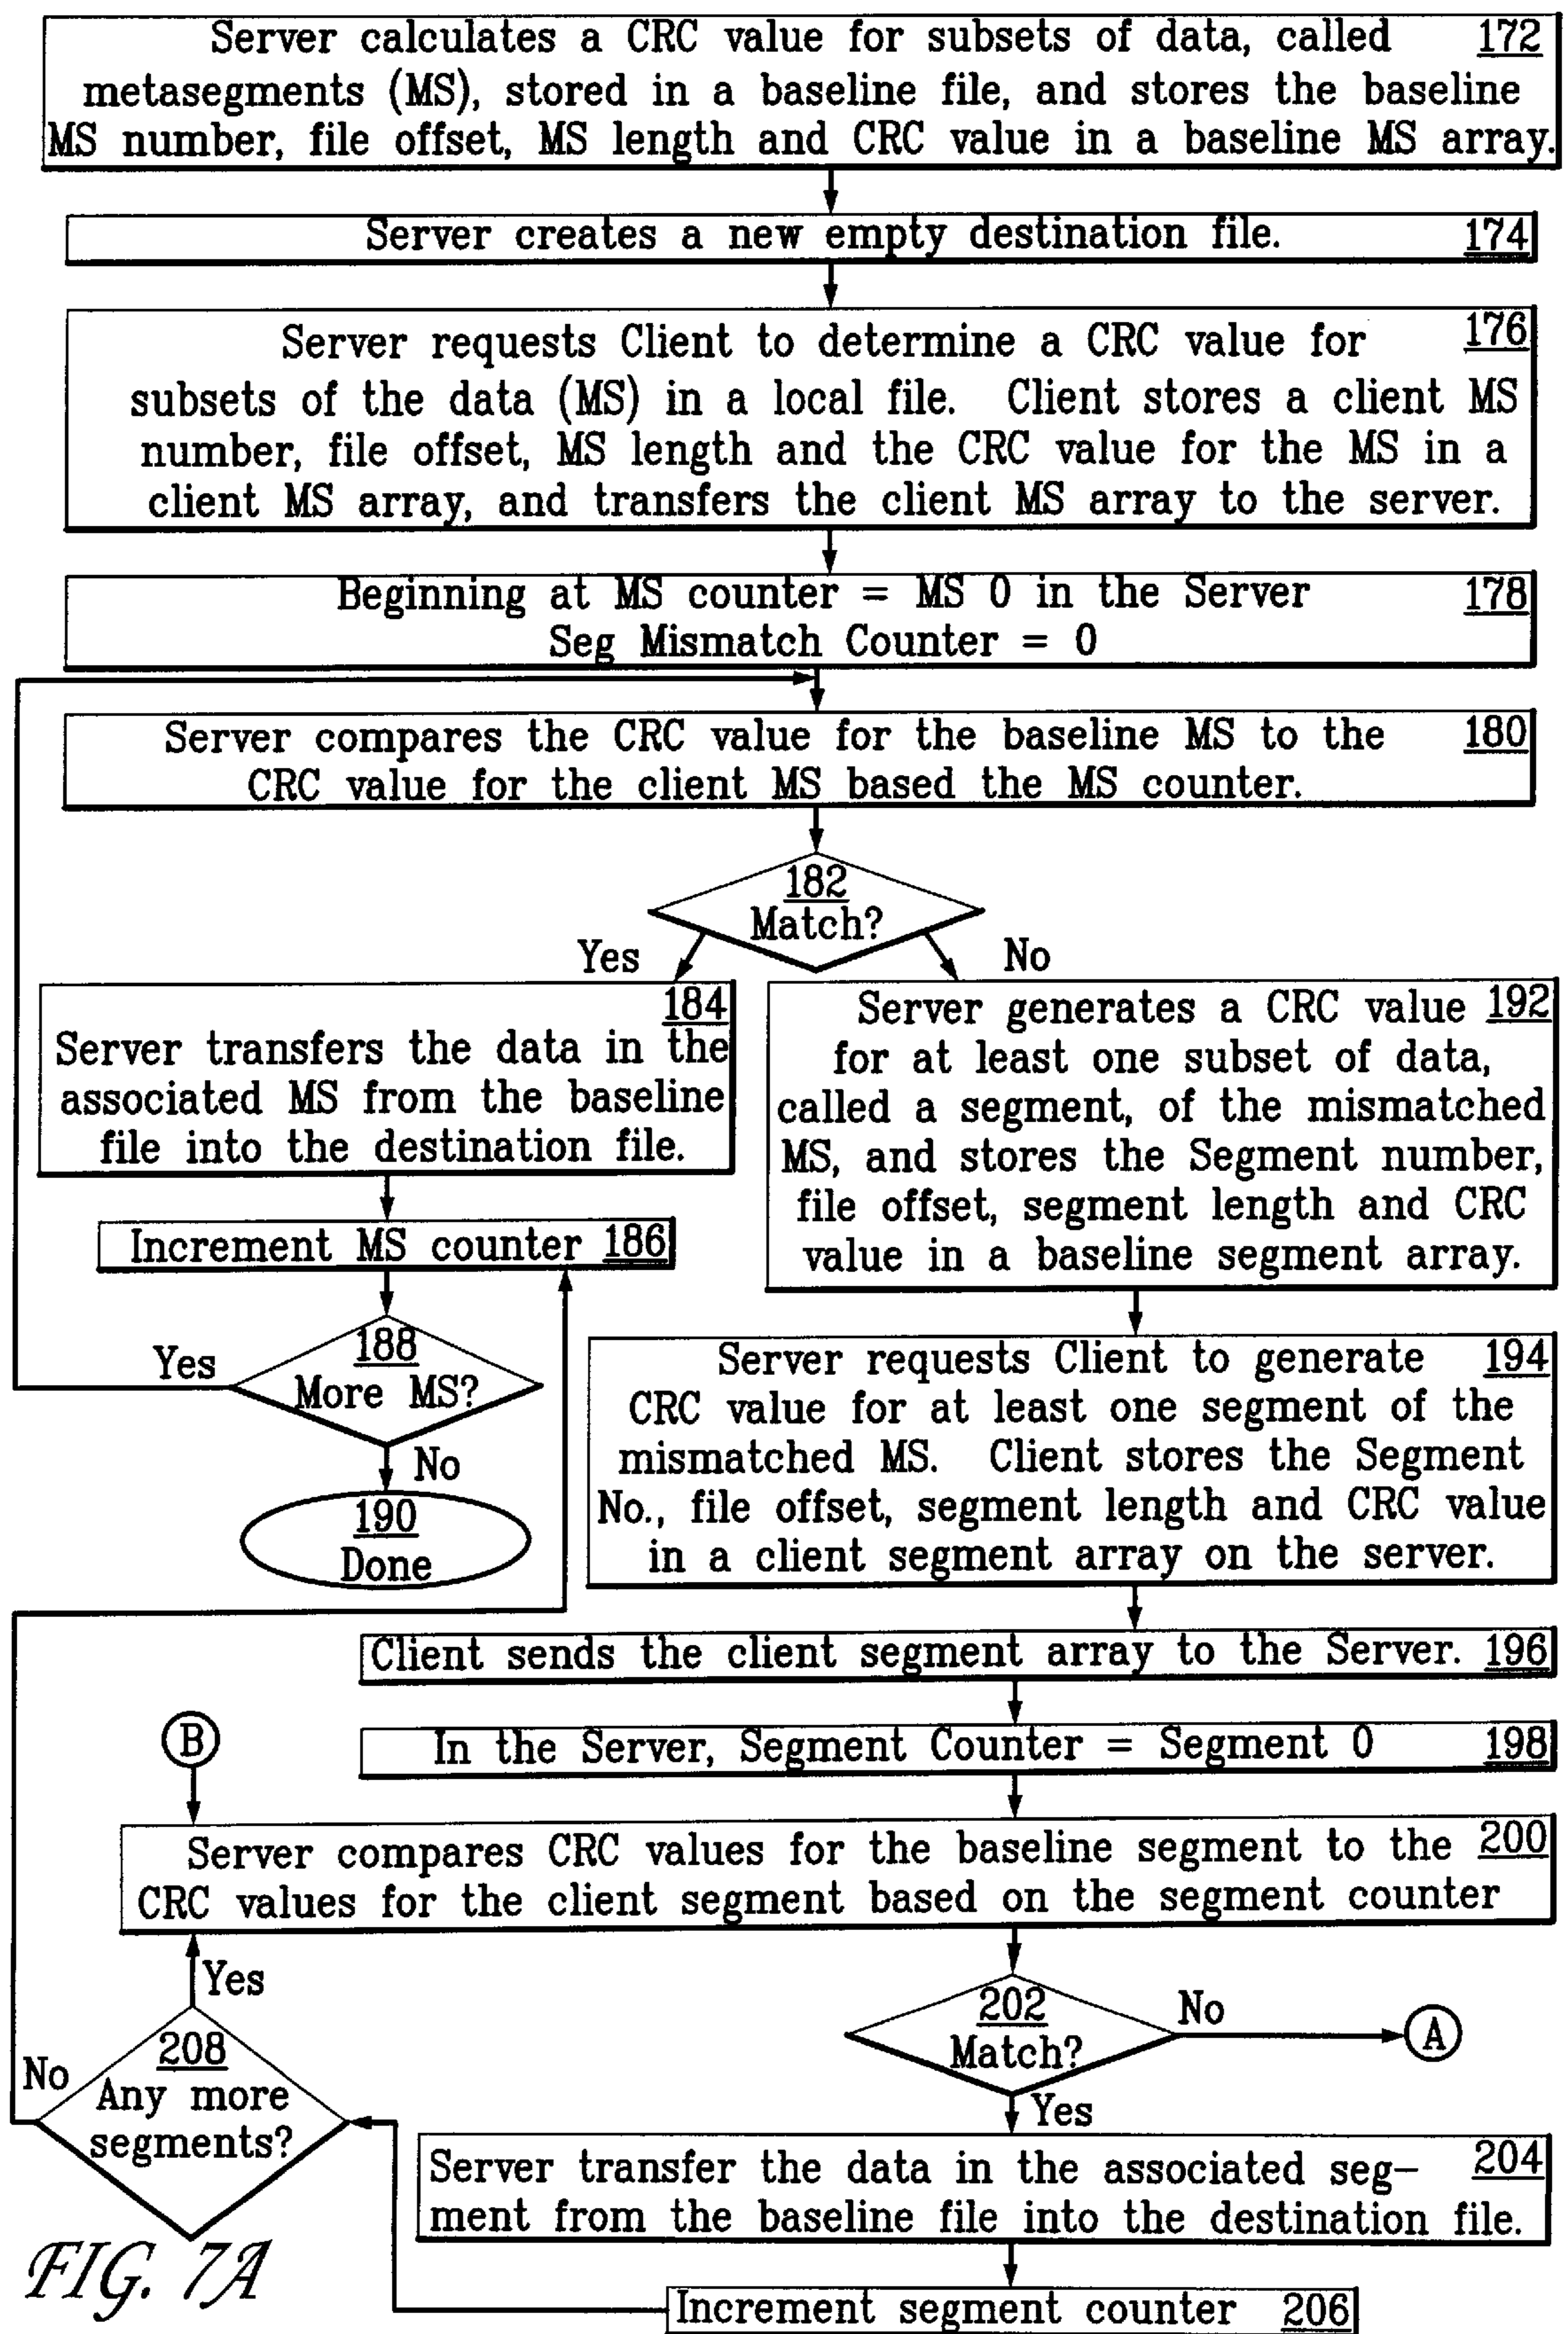 Server calculates a CRC value for subsets of data, called 172
metasegments (MS), stored in a baseline file, and stores the baseline
MS number, file offset, MS length and CRC value in a baseline MS array.
Server creates a new empty destination file. 174
Server requests Client to determine a CRC value for 176
subsets of the data (MS) in a local file. Client stores a client MS
number, file offset, MS length and the CRC value for the MS in a
client MS array, and transfers the client MS array to the server.
Beginning at MS counter = MS 0 in the Server 178
Seg Mismatch Counter = 0
Server compares the CRC value for the baseline MS to the 180
CRC value for the client MS based the MS counter.
182
Match?
Yes
No
184
Server transfers the data in the
associated MS from the baseline
file into the destination file.
Increment MS counter 186
188
More MS?
Yes
No
190
Done
Server generates a CRC value 192
for at least one subset of data,
called a segment, of the mismatched
MS, and stores the Segment number,
file offset, segment length and CRC
value in a baseline segment array.
Server requests Client to generate 194
CRC value for at least one segment of the
mismatched MS. Client stores the Segment
No., file offset, segment length and CRC value
in a client segment array on the server.
Client sends the client segment array to the Server. 196
B
In the Server, Segment Counter = Segment 0 198
Server compares CRC values for the baseline segment to the 200
CRC values for the client segment based on the segment counter
Yes
202
Match?
No
A
Yes
208
Any more
segments?
No
Server transfer the data in the associated seg- 204
ment from the baseline file into the destination file.
Increment segment counter 206
FIG. 7A